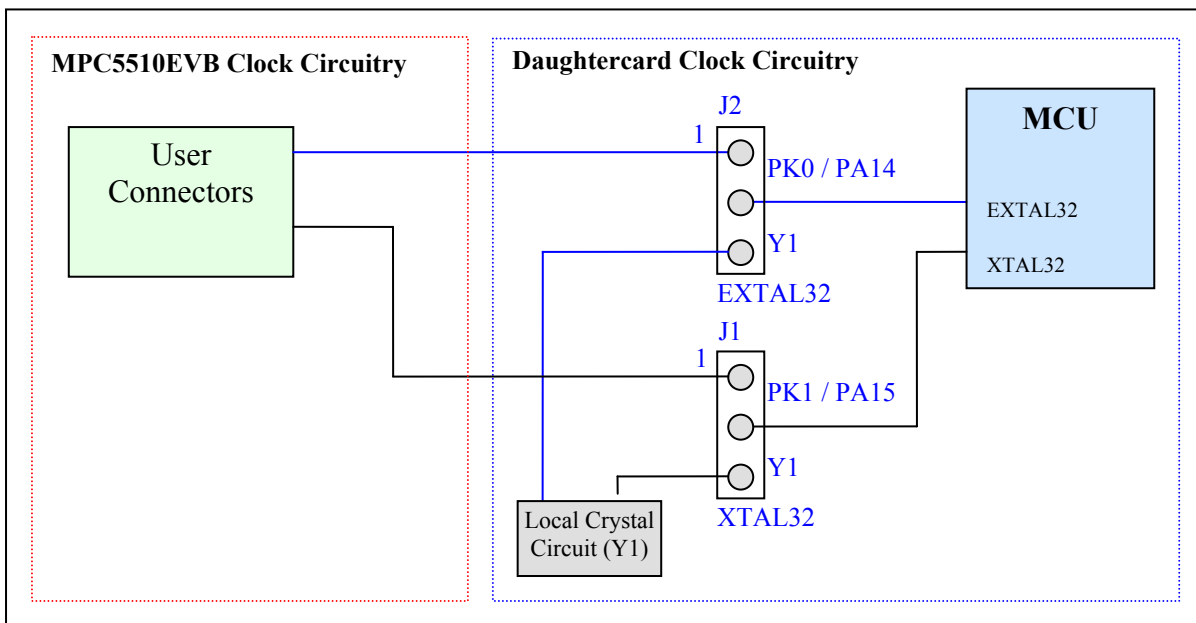 MPC5510EVB Clock Circuitry
Daughtercard Clock Circuitry
User
Connectors
J2
1
PK0 / PA14
Y1
EXTAL32
MCU
EXTAL32
XTAL32
J1
1
PK1 / PA15
Y1
XTAL32
Local Crystal
Circuit (Y1)